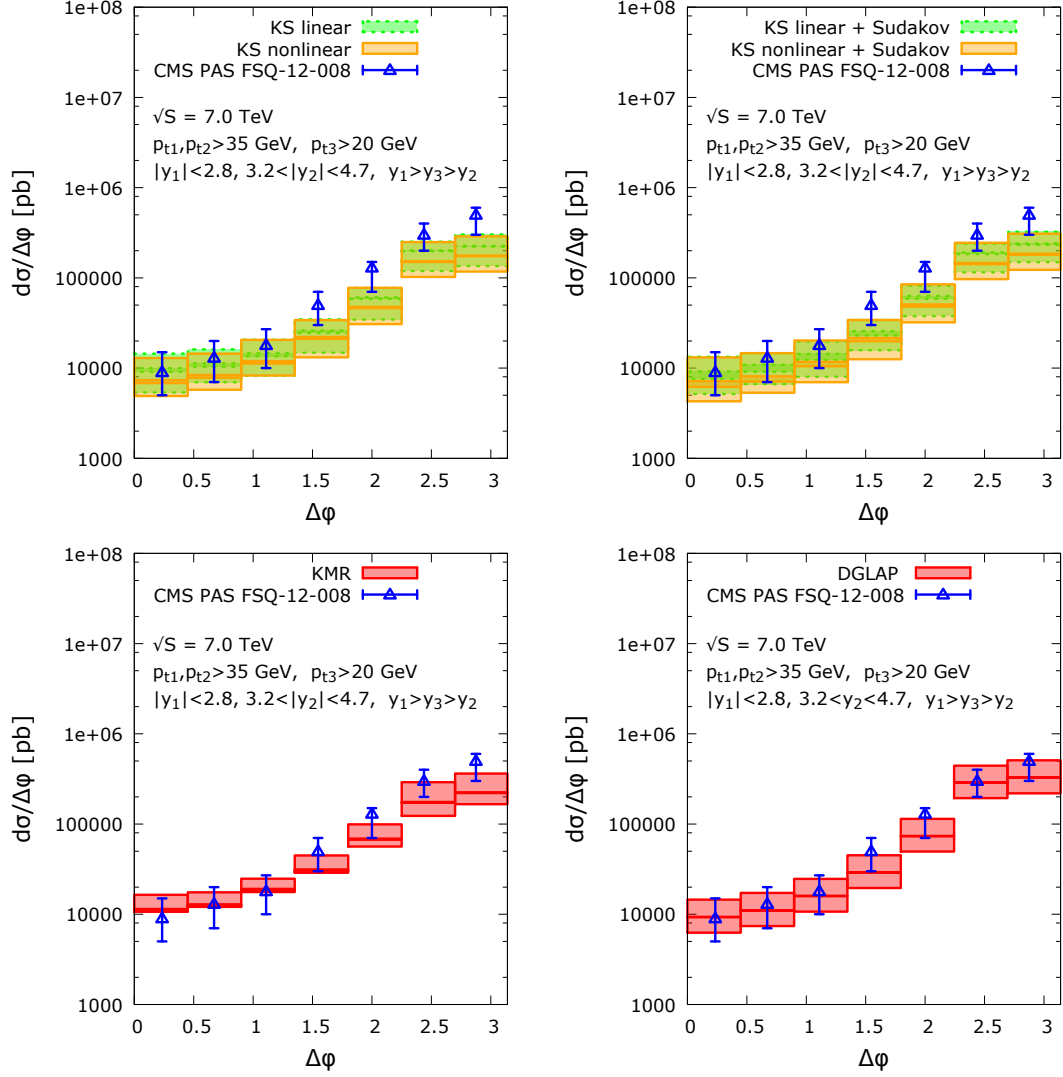 KS linear
KS nonlinear
CMS PAS FSQ-12-008
√S = 7.0 TeV
pt1,pt2>35 GeV, pt3>20 GeV
|y1|<2.8, 3.2<|y2|<4.7, y1>y3>y2
dσ/Δφ [pb]
1e+08
1e+07
1e+06
100000
10000
1000
0 0.5 1 1.5 2 2.5 3
Δφ
KS linear + Sudakov
KS nonlinear + Sudakov
CMS PAS FSQ-12-008
√S = 7.0 TeV
pt1,pt2>35 GeV, pt3>20 GeV
|y1|<2.8, 3.2<|y2|<4.7, y1>y3>y2
dσ/Δφ [pb]
1e+08
1e+07
1e+06
100000
10000
1000
0 0.5 1 1.5 2 2.5 3
Δφ
KMR
CMS PAS FSQ-12-008
√S = 7.0 TeV
pt1,pt2>35 GeV, pt3>20 GeV
|y1|<2.8, 3.2<|y2|<4.7, y1>y3>y2
dσ/Δφ [pb]
1e+08
1e+07
1e+06
100000
10000
1000
0 0.5 1 1.5 2 2.5 3
Δφ
DGLAP
CMS PAS FSQ-12-008
√S = 7.0 TeV
pt1,pt2>35 GeV, pt3>20 GeV
|y1|<2.8, 3.2<y2<4.7, y1>y3>y2
dσ/Δφ [pb]
1e+08
1e+07
1e+06
100000
10000
1000
0 0.5 1 1.5 2 2.5 3
Δφ